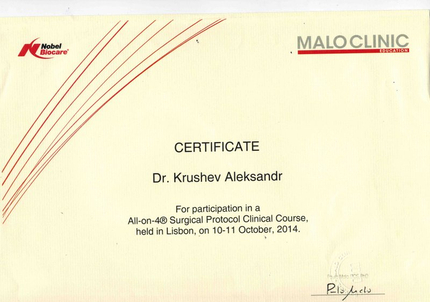 Nobel
Biocare
MALO CLINIC
EDUCATION
CERTIFICATE
Dr. Krushev Aleksandr
For participation in a
All-on-4® Surgical Protocol Clinical Course,
held in Lisbon, on 10-11 October, 2014.